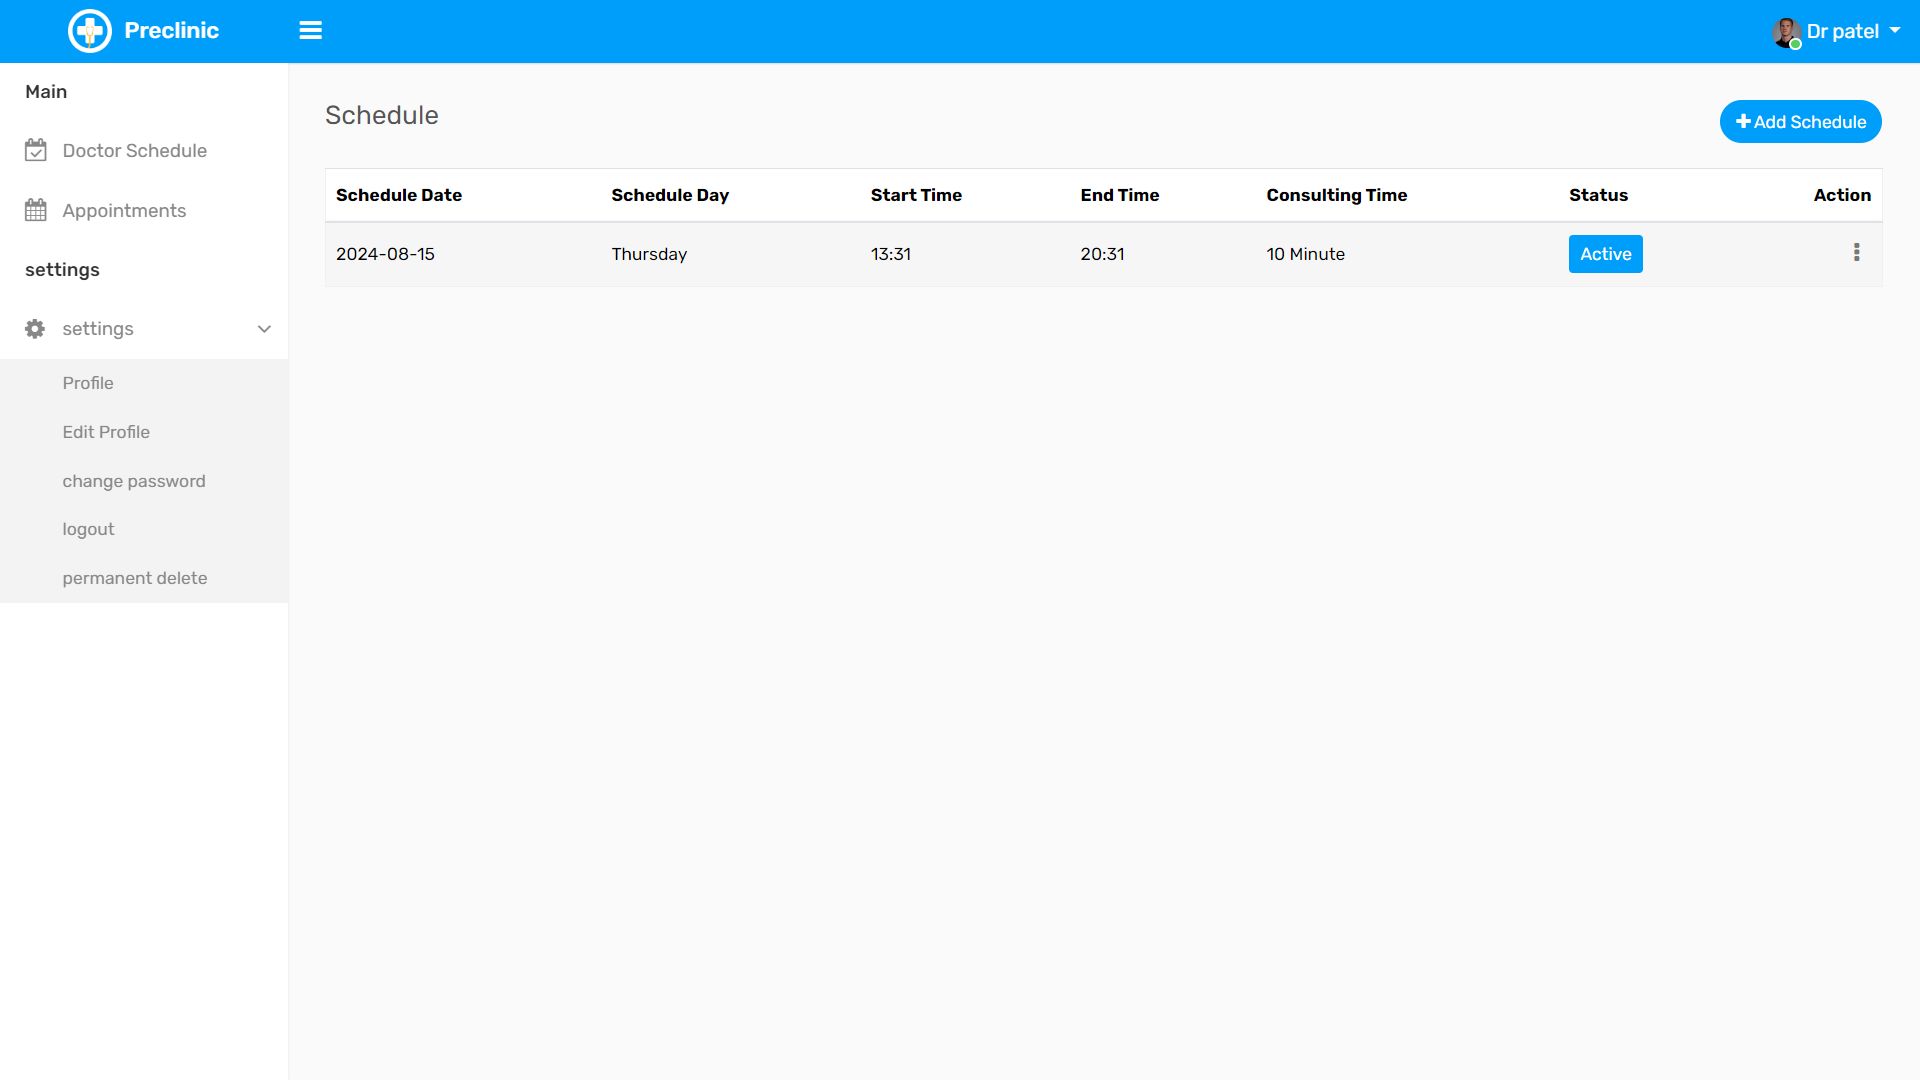 Preclinic
Dr patel
Main
Doctor Schedule
Appointments
settings
settings
Profile
Edit Profile
change password
logout
permanent delete
Schedule
Add Schedule
Schedule Date Schedule Day Start Time End Time Consulting Time Status Action
2024-08-15 Thursday 13:31 20:31 10 Minute Active